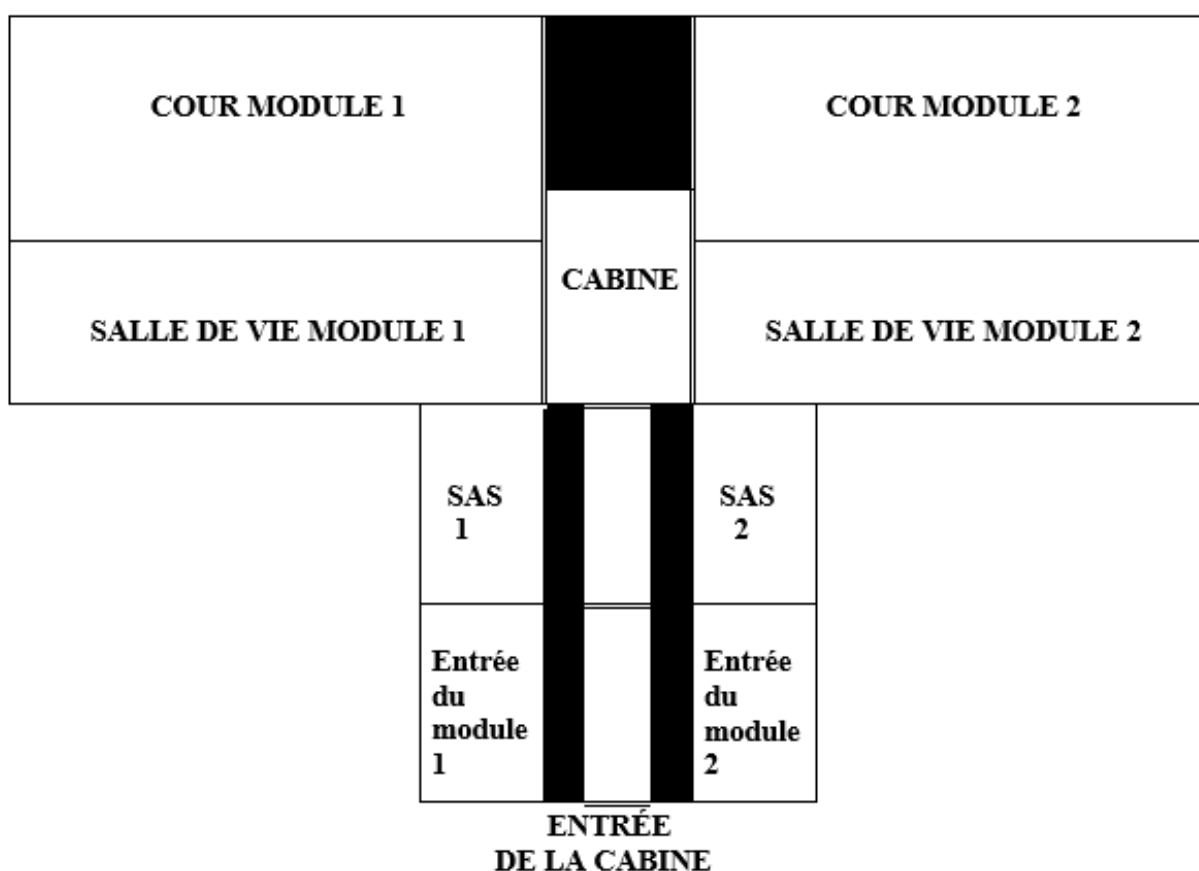 COUR MODULE 1
COUR MODULE 2
CABINE
SALLE DE VIE MODULE 1
SALLE DE VIE MODULE 2
SAS
1
SAS
2
Entrée
du
module
1
Entrée
du
module
2
ENTRÉE
DE LA CABINE